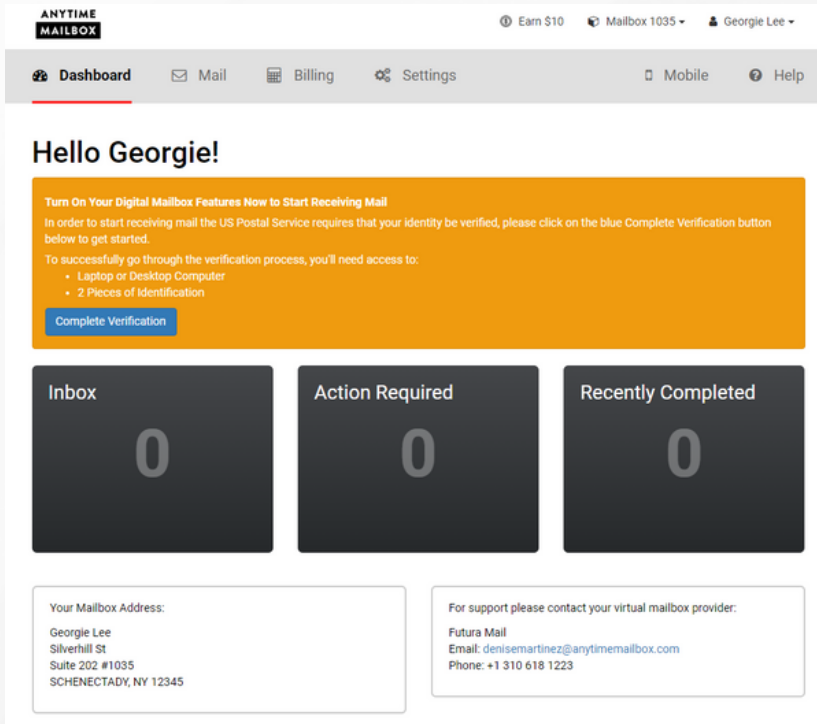 ANYTIME
MAILBOX
Earn $10
Mailbox 1035
Georgie Lee
Dashboard
Mail
Billing
Settings
Mobile
Help
Hello Georgie!
Turn On Your Digital Mailbox Features Now to Start Receiving Mail
In order to start receiving mail the US Postal Service requires that your identity be verified, please click on the blue Complete Verification button
below to get started.
To successfully go through the verification process, you'll need access to:
• Laptop or Desktop Computer
• 2 Pieces of Identification
Complete Verification
Inbox
0
Action Required
0
Recently Completed
0
Your Mailbox Address:
Georgie Lee
Silverhill St
Suite 202 #1035
SCHENECTADY, NY 12345
For support please contact your virtual mailbox provider:
Futura Mail
Email: denisemartinez@anytimemailbox.com
Phone: +1 310 618 1223